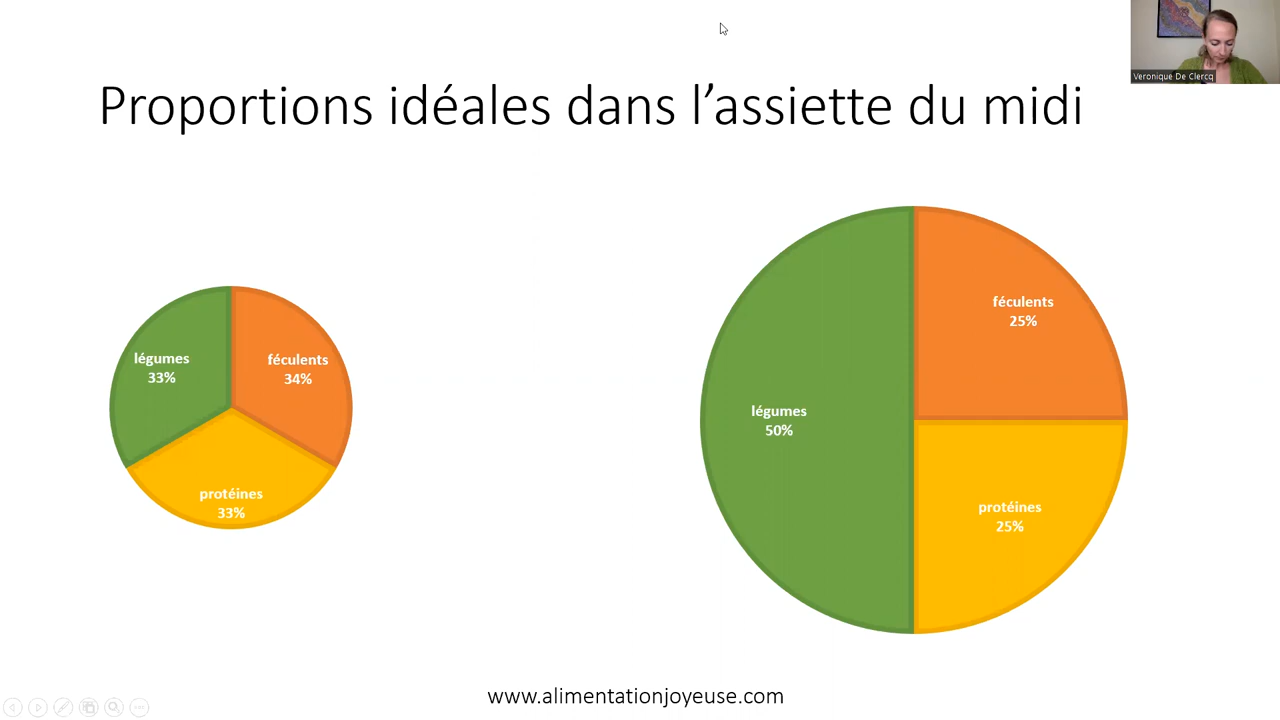 Veronique De Clercq
Proportions idéales dans l’assiette du midi
légumes
33%
féculents
34%
protéines
33%
féculents
25%
légumes
50%
protéines
25%
www.alimentationjoyeuse.com